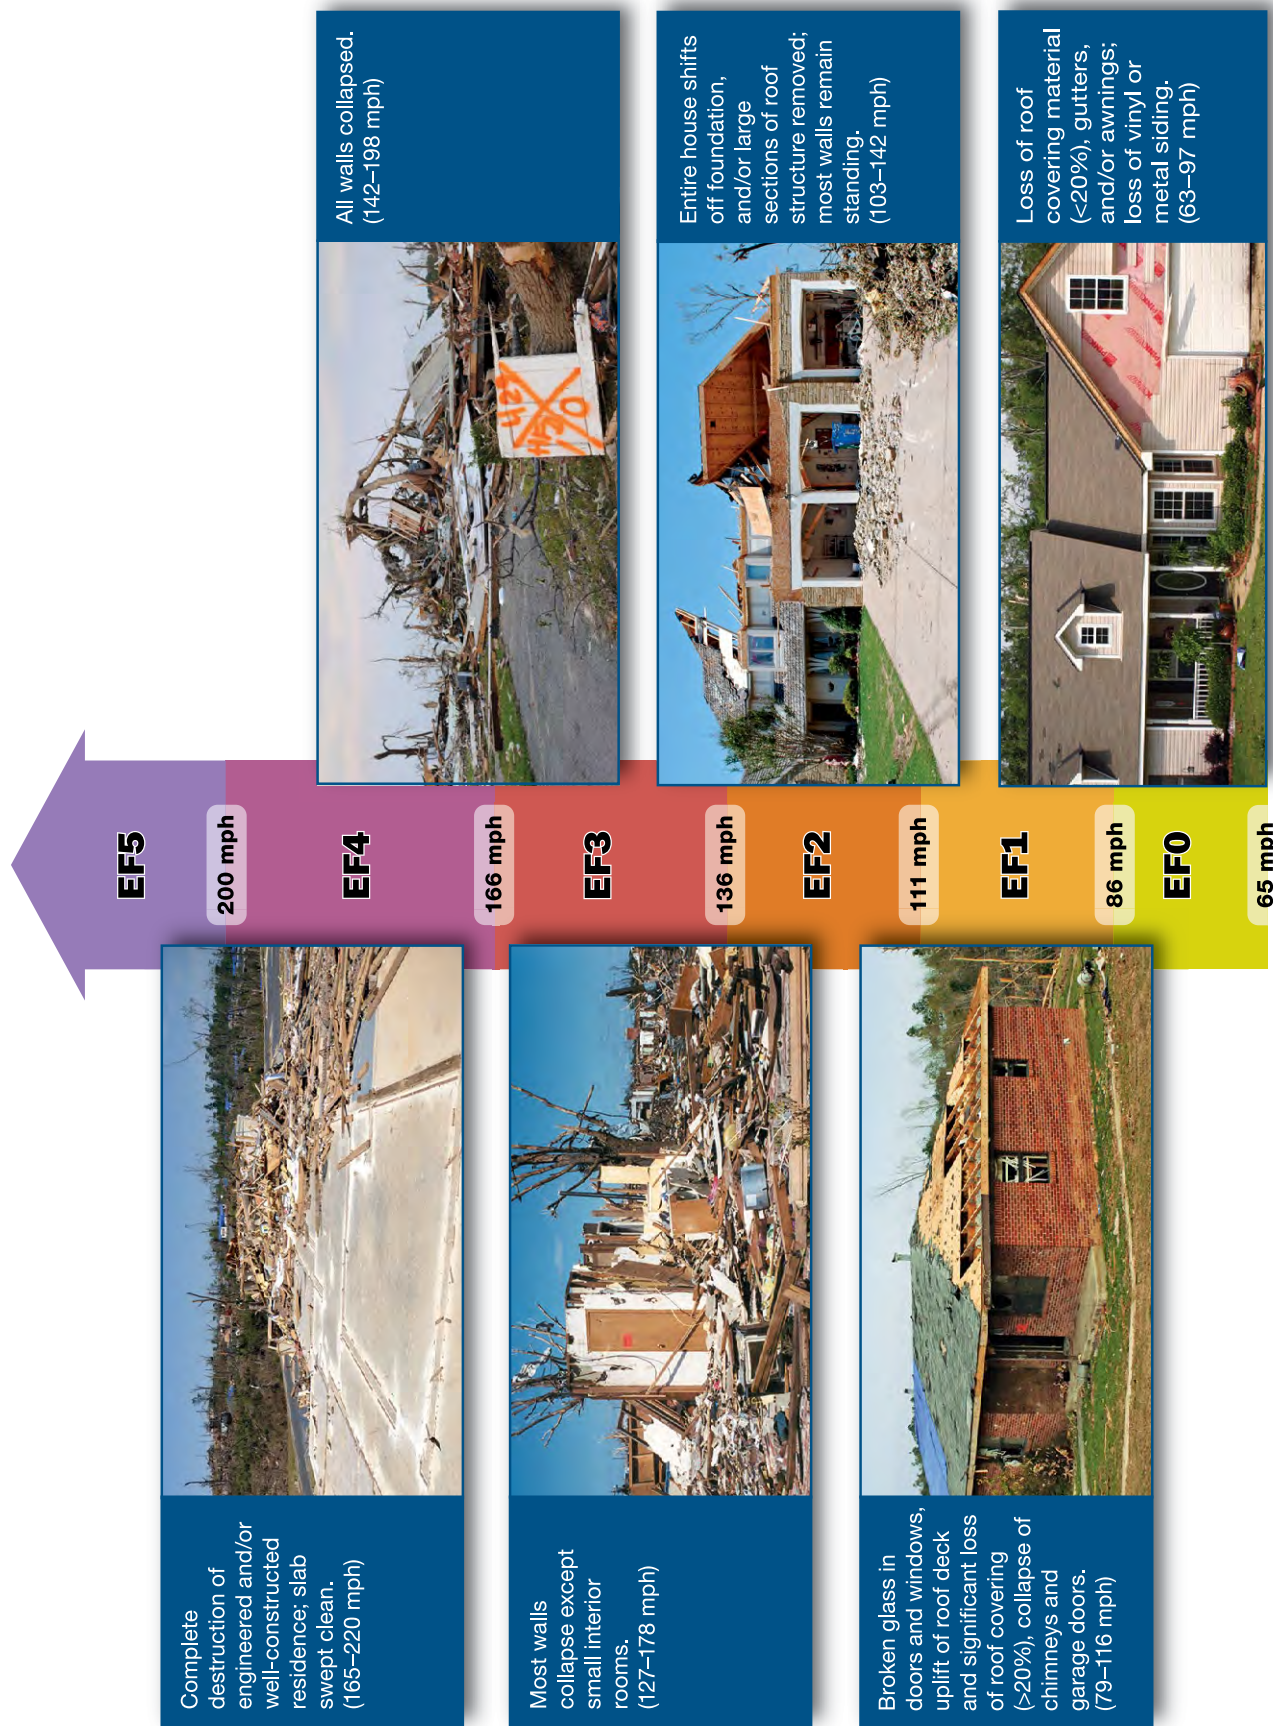 Complete
destruction of
engineered and/or
well-constructed
residence; slab
swept clean.
(165–220 mph)
EF5
200 mph
EF4
All walls collapsed.
(142–198 mph)
166 mph
Most walls
collapse except
small interior
rooms.
(127–178 mph)
EF3
Entire house shifts
off foundation,
and/or large
sections of roof
structure removed;
most walls remain
standing.
(103–142 mph)
136 mph
EF2
Broken glass in
doors and windows,
uplift of roof deck
and significant loss
of roof covering
(>20%), collapse of
chimneys and
garage doors.
(79–116 mph)
111 mph
EF1
Loss of roof
covering material
(<20%), gutters,
and/or awnings;
loss of vinyl or
metal siding.
(63–97 mph)
86 mph
EF0
65 mph